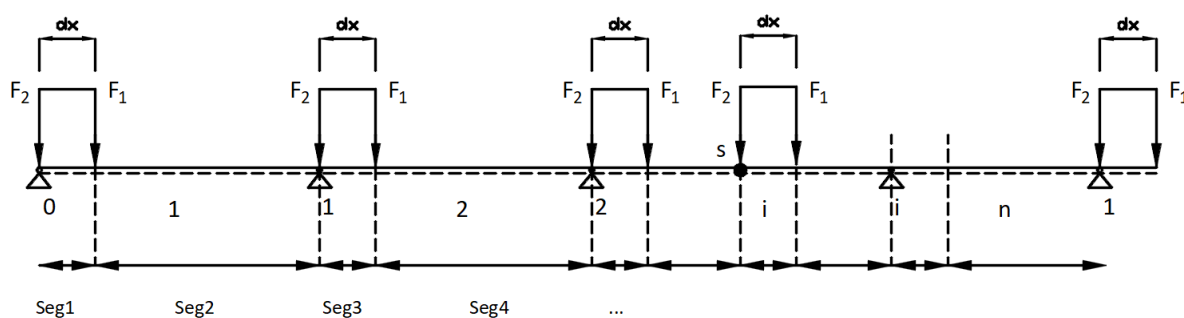 dx dx dx dx dx
F₂ F₁ F₂ F₁ F₂ F₁ F₂ F₁ F₂ F₁
s
0 1 1 2 2 i i n 1
Seg1 Seg2 Seg3 Seg4 ...